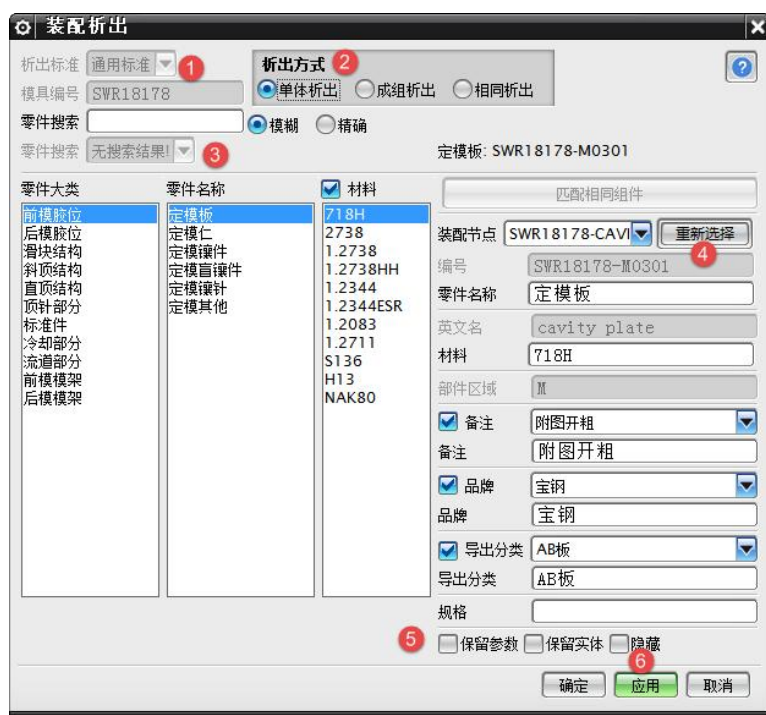 装配折出
折出标准 通用标准 1
折出方式 2
单体折出 成组折出 相同折出
模具编号 SWR18178
零件搜索 模糊 精确
零件搜索 无搜索结果! 3
定模板: SWR18178-M0301
零件大类 零件名称 材料
前模胶位
后模胶位
滑块结构
斜顶结构
直顶结构
顶针部分
标准件
冷却部分
流道部分
前模模架
后模模架
定模板
定模仁
定模镶件
定模盲镶件
定模镶针
定模其他
718H
2738
1.2738
1.2738HH
1.2344
1.2344ESR
1.2083
1.2711
S136
H13
NAK80
匹配相同组件
装配节点 SWR18178-CAVI 重新选择
4
编号 SWR18178-M0301
零件名称 定模板
英文名 cavity plate
材料 718H
部件区域 M
备注 附图开粗
备注 附图开粗
品牌 宝钢
品牌 宝钢
导出分类 AB板
导出分类 AB板
规格
5 保留参数 保留实体 隐藏
6
确定 应用 取消